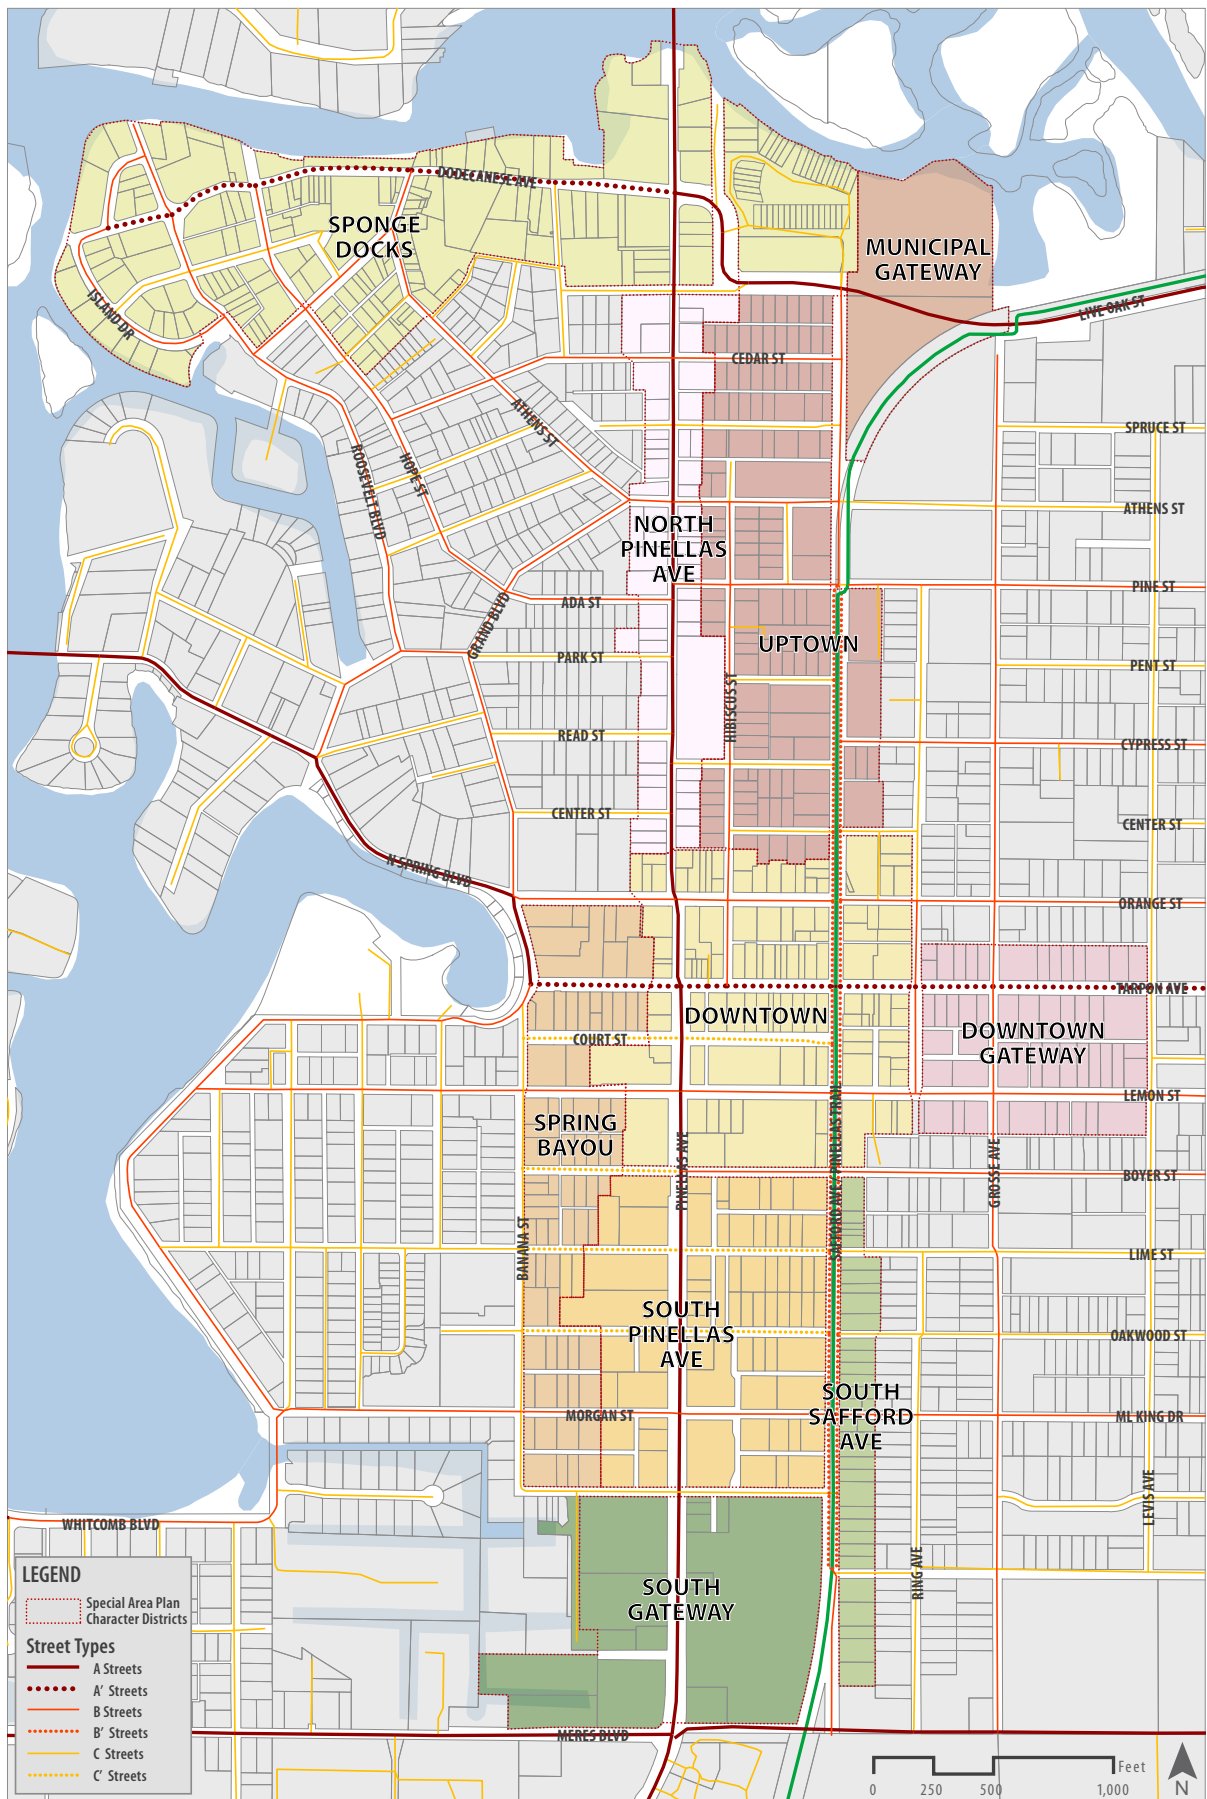 DODECANESE AVE
SPONGE
DOCKS
MUNICIPAL
GATEWAY
ISLAND DR
LIVE OAK ST
CEDAR ST
ATHENS ST
SPRUCE ST
ROOSEVELT BLVD
HOPE ST
ATHENS ST
NORTH
PINELLAS
AVE
PINE ST
ADA ST
GRAND BLVD
UPTOWN
PARK ST
PENT ST
HIBISCUS ST
READ ST
CYPRESS ST
CENTER ST
CENTER ST
N SPRING BLVD
ORANGE ST
TARPON AVE
DOWNTOWN
DOWNTOWN
GATEWAY
COURT ST
LEMON ST
SPRING
BAYOU
PINELLAS AVE
SAFFORD AVE / PINELLAS TRAIL
GROSSE AVE
BOYER ST
BANANA ST
LIME ST
SOUTH
PINELLAS
AVE
OAKWOOD ST
SOUTH
SAFFORD
AVE
MORGAN ST
ML KING DR
LEVIS AVE
WHITCOMB BLVD
RING AVE
SOUTH
GATEWAY
MERES BLVD
LEGEND
Special Area Plan
Character Districts
Street Types
A Streets
A' Streets
B Streets
B' Streets
C Streets
C' Streets
Feet
0 250 500 1,000
N